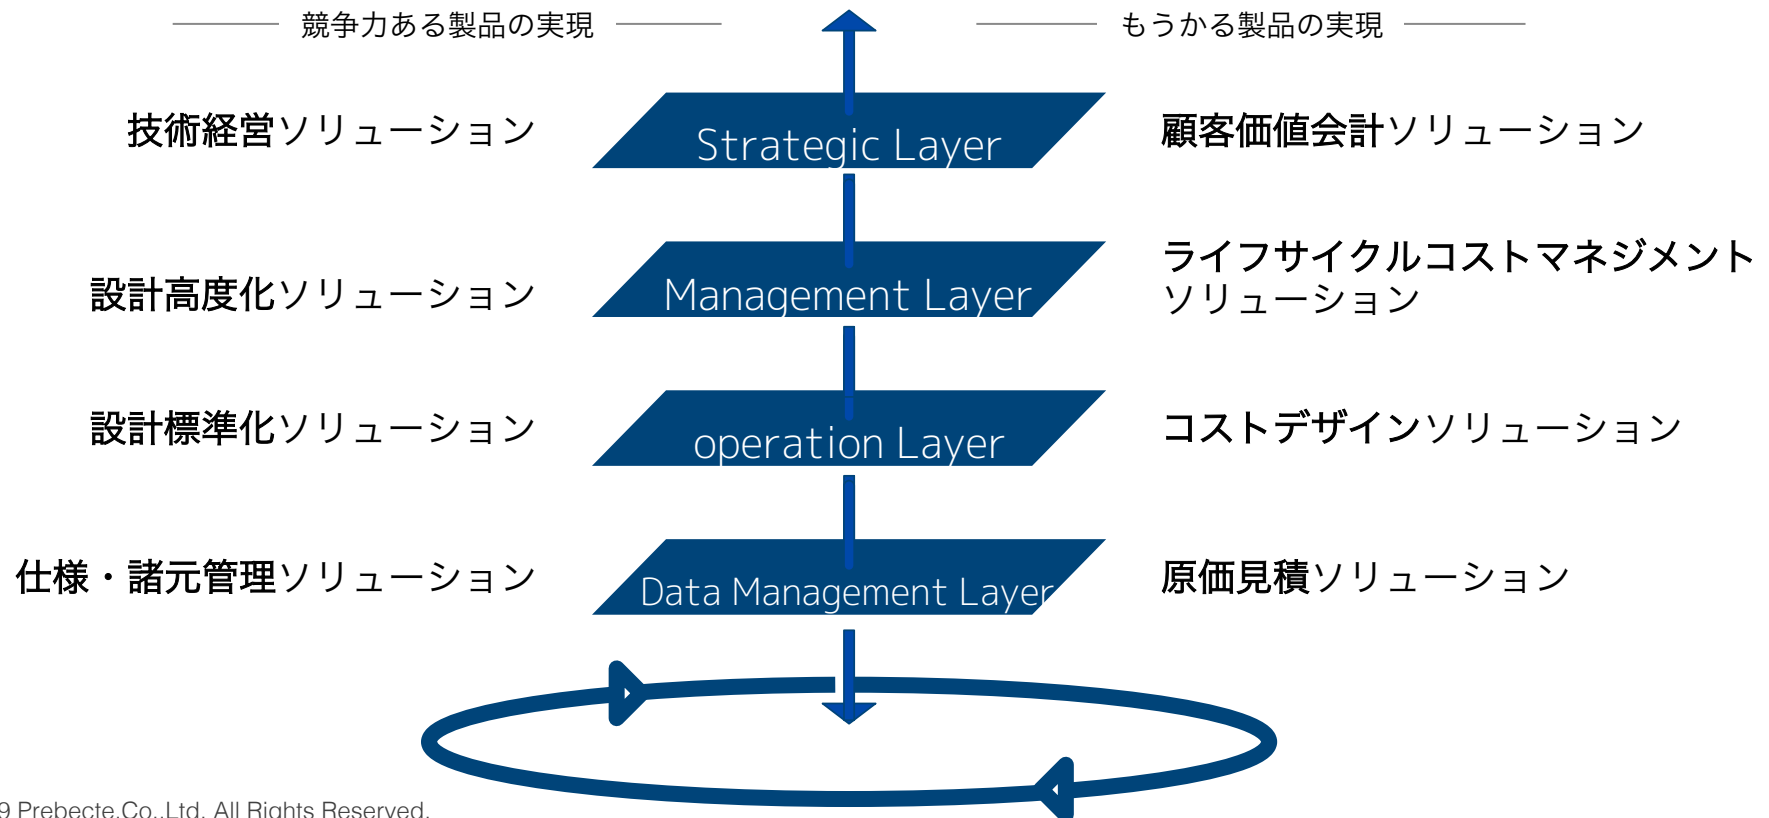 競争力ある製品の実現 もうかる製品の実現
技術経営ソリューション Strategic Layer 顧客価値会計ソリューション
設計高度化ソリューション Management Layer ライフサイクルコストマネジメント
ソリューション
設計標準化ソリューション operation Layer コストデザインソリューション
仕様・諸元管理ソリューション Data Management Layer 原価見積ソリューション
9 Prebecte.Co.,Ltd. All Rights Reserved.